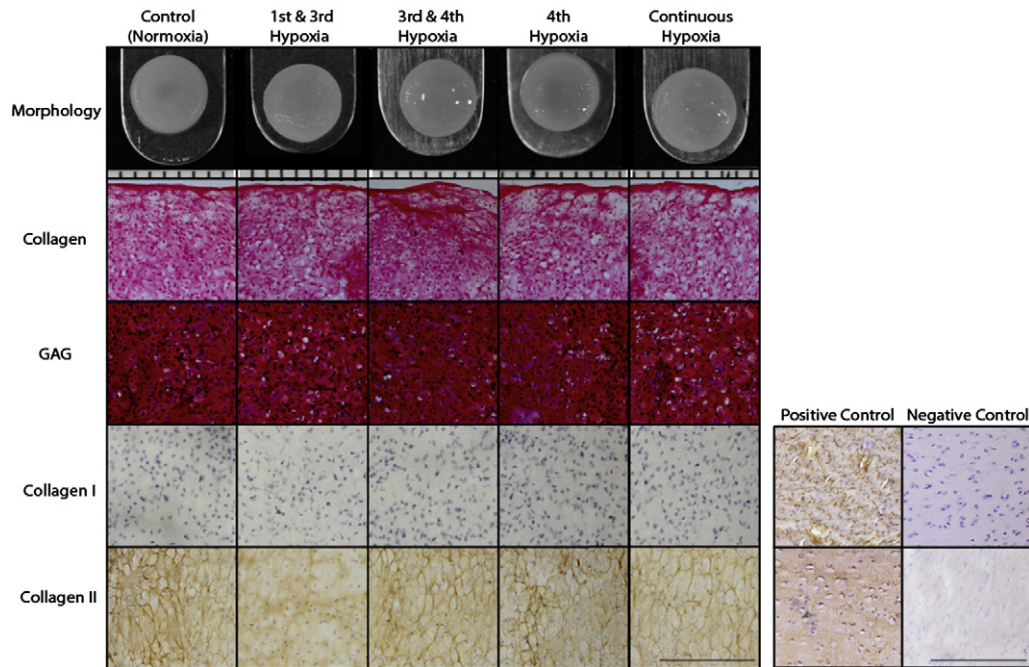 Control
(Normoxia)
1st & 3rd
Hypoxia
3rd & 4th
Hypoxia
4th
Hypoxia
Continuous
Hypoxia
Morphology
Collagen
GAG
Positive Control
Negative Control
Collagen I
Collagen II